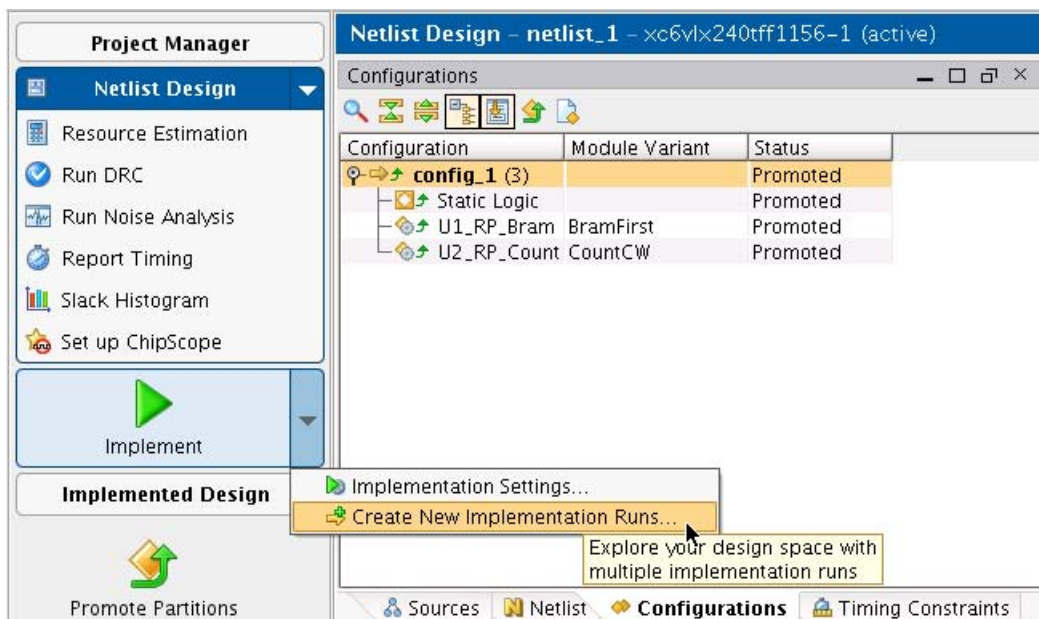 Project Manager
Netlist Design
Resource Estimation
Run DRC
Run Noise Analysis
Report Timing
Slack Histogram
Set up ChipScope
Implement
Implemented Design
Promote Partitions
Netlist Design - netlist_1 - xc6vlx240tff1156-1 (active)
Configurations
Configuration Module Variant Status
config_1 (3) Promoted
Static Logic Promoted
U1_RP_Bram BramFirst Promoted
U2_RP_Count CountCW Promoted
Implementation Settings...
Create New Implementation Runs...
Explore your design space with
multiple implementation runs
Sources Netlist Configurations Timing Constraints